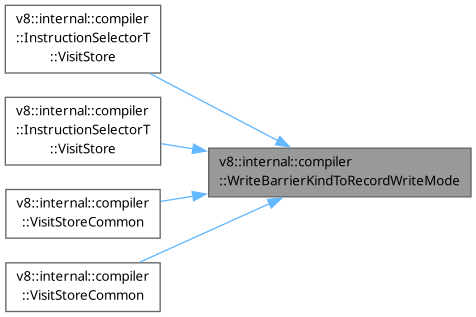 v8::internal::compiler
::InstructionSelectorT
::VisitStore
v8::internal::compiler
::InstructionSelectorT
::VisitStore
v8::internal::compiler
::WriteBarrierKindToRecordWriteMode
v8::internal::compiler
::VisitStoreCommon
v8::internal::compiler
::VisitStoreCommon